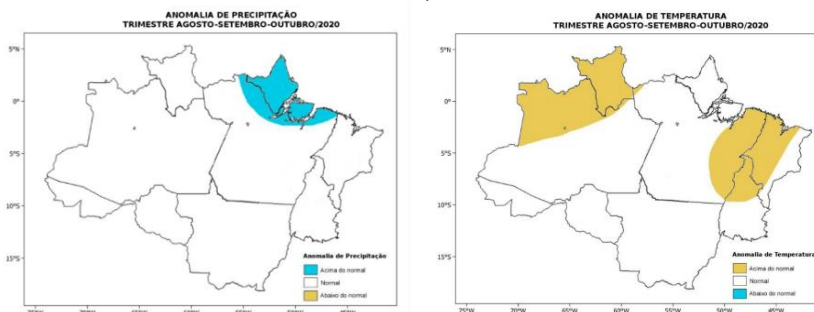 ANOMALIA DE PRECIPITAÇÃO
TRIMESTRE AGOSTO-SETEMBRO-OUTUBRO/2020
5°N
0°
5°S
10°S
15°S
Anomalia de Precipitação
Acima do normal
Normal
Abaixo do normal
ANOMALIA DE TEMPERATURA
TRIMESTRE AGOSTO-SETEMBRO-OUTUBRO/2020
5°N
0°
5°S
10°S
15°S
Anomalia de Temperatura
Acima do normal
Normal
Abaixo do normal
75°W
70°W
65°W
60°W
55°W
50°W
45°W